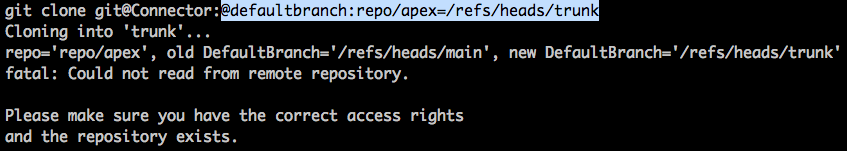 git clone git@Connector:@defaultbranch:repo/apex=/refs/heads/trunk
Cloning into 'trunk'...
repo='repo/apex', old DefaultBranch='/refs/heads/main', new DefaultBranch='/refs/heads/trunk'
fatal: Could not read from remote repository.

Please make sure you have the correct access rights
and the repository exists.